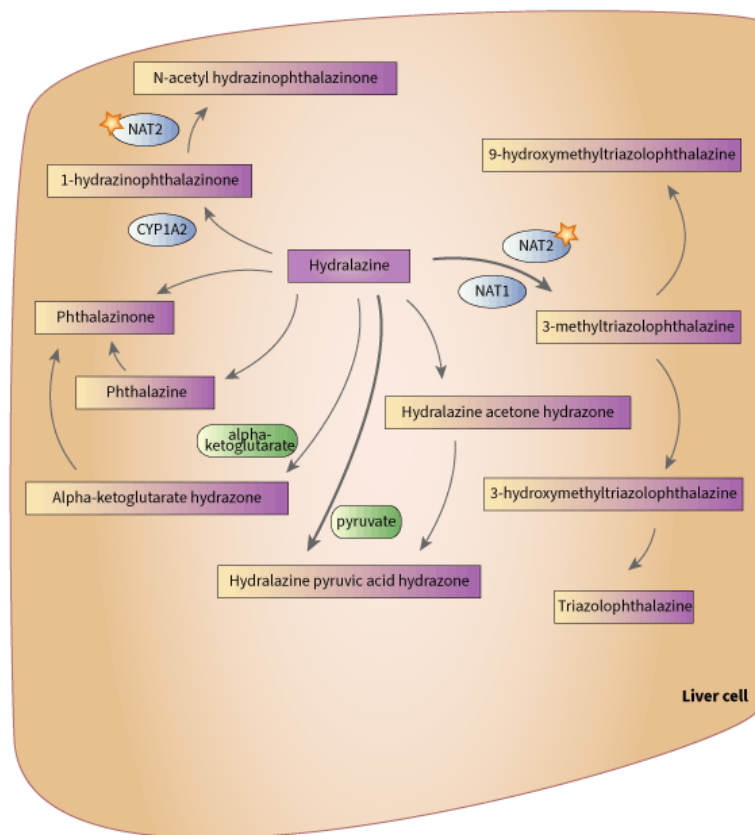 N-acetyl hydrazinophthalazinone
NAT2
9-hydroxymethyltriazolophthalazine
1-hydrazinophthalazinone
CYP1A2
NAT2
Hydralazine
NAT1
Phthalazinone
3-methyltriazolophthalazine
Phthalazine
Hydralazine acetone hydrazone
alpha-
ketoglutarate
Alpha-ketoglutarate hydrazone
3-hydroxymethyltriazolophthalazine
pyruvate
Hydralazine pyruvic acid hydrazone
Triazolophthalazine
Liver cell